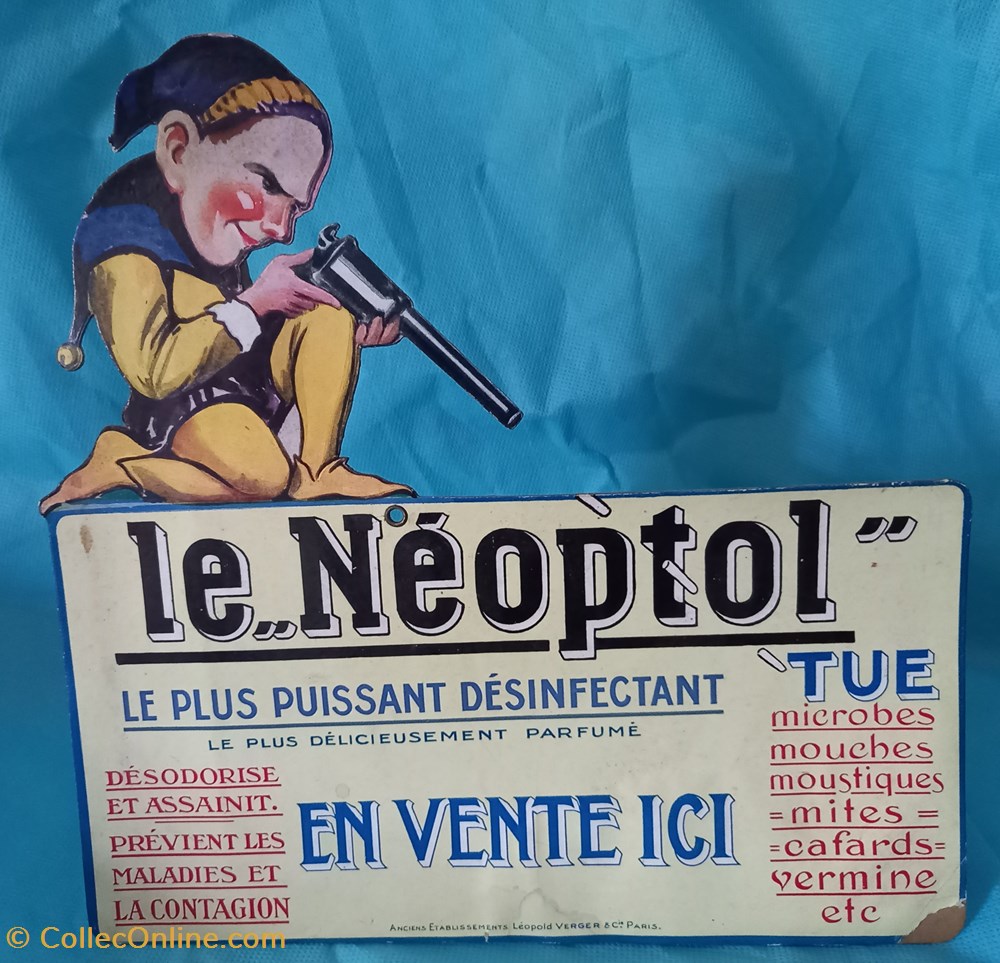 le „Néoptol"
LE PLUS PUISSANT DÉSINFECTANT
LE PLUS DÉLICIEUSEMENT PARFUMÉ
DÉSODORISE
ET ASSAINIT.
PRÉVIENT LES
MALADIES ET
LA CONTAGION
EN VENTE ICI
TUE
microbes
mouches
moustiques
= mites =
=cafards=
vermine
etc
ANCIENS ETABLISSEMENTS Léopold VERGER & Cie PARIS.
© CollecOnline.com